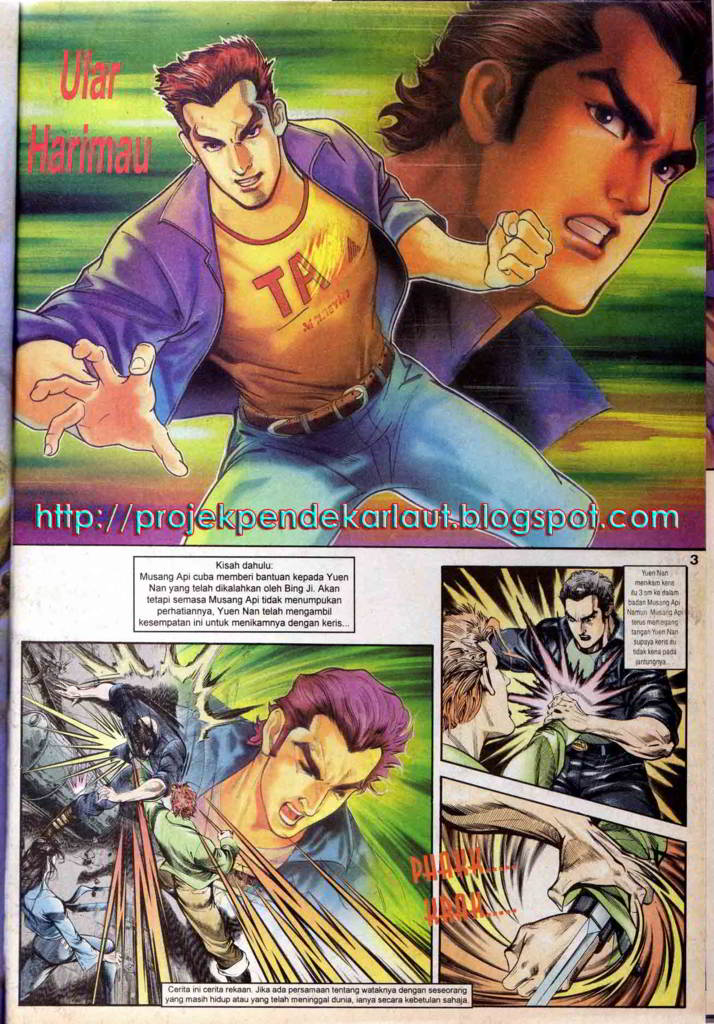 Ular
Harimau
TA
http://projekpendekarlaut.blogspot.com
3
Kisah dahulu:
Musang Api cuba memberi bantuan kepada Yuen
Nan yang telah dikalahkan oleh Bing Ji. Akan
tetapi semasa Musang Api tidak menumpukan
perhatiannya, Yuen Nan telah mengambil
kesempatan ini untuk menikamnya dengan keris...
Yuen Nan
menikam keris
itu 3 sm ke dalam
badan Musang Api
Namun Musang Api
terus memegang
tangan Yuen Nan
supaya keris itu
tidak kena pada
jantungnya...
PHAKK.....
KRAK.....
Cerita ini cerita rekaan. Jika ada persamaan tentang wataknya dengan seseorang
yang masih hidup atau yang telah meninggal dunia, ianya secara kebetulan sahaja.